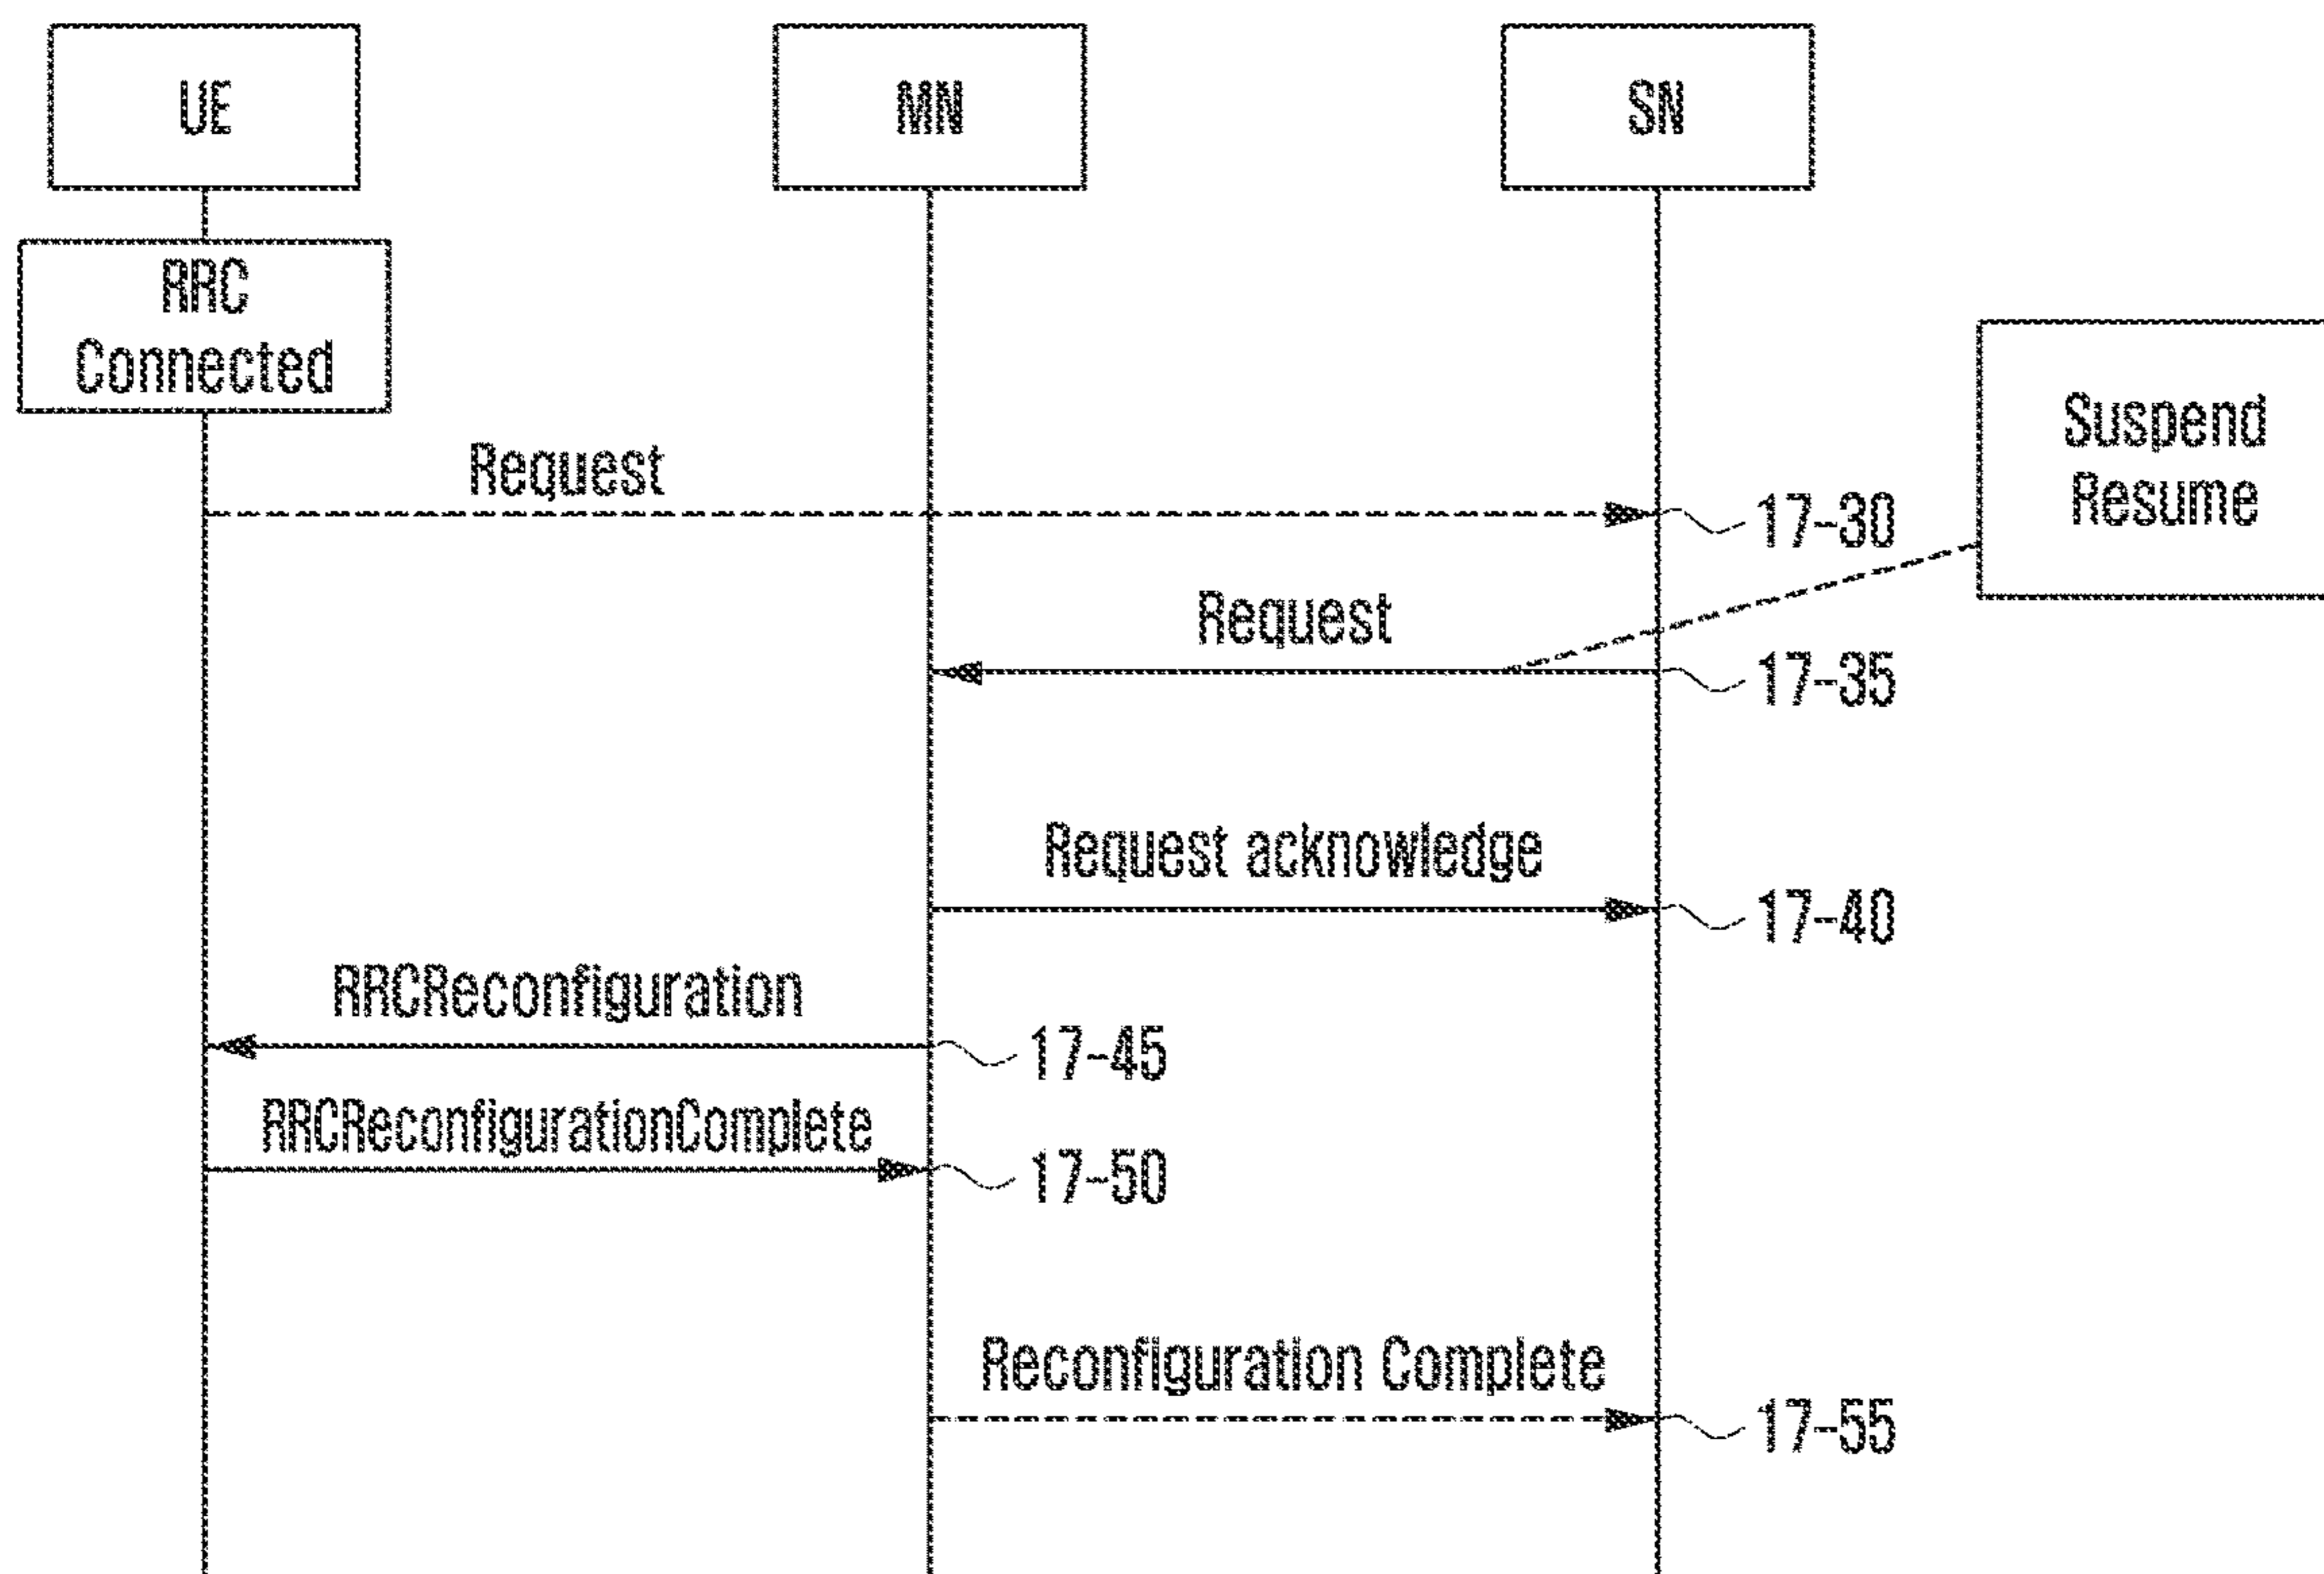 UE
MN
SN
RRC
Connected
Suspend
Resume
Request
17-30
Request
17-35
Request acknowledge
17-40
RRCReconfiguration
17-45
RRCReconfigurationComplete
17-50
Reconfiguration Complete
17-55